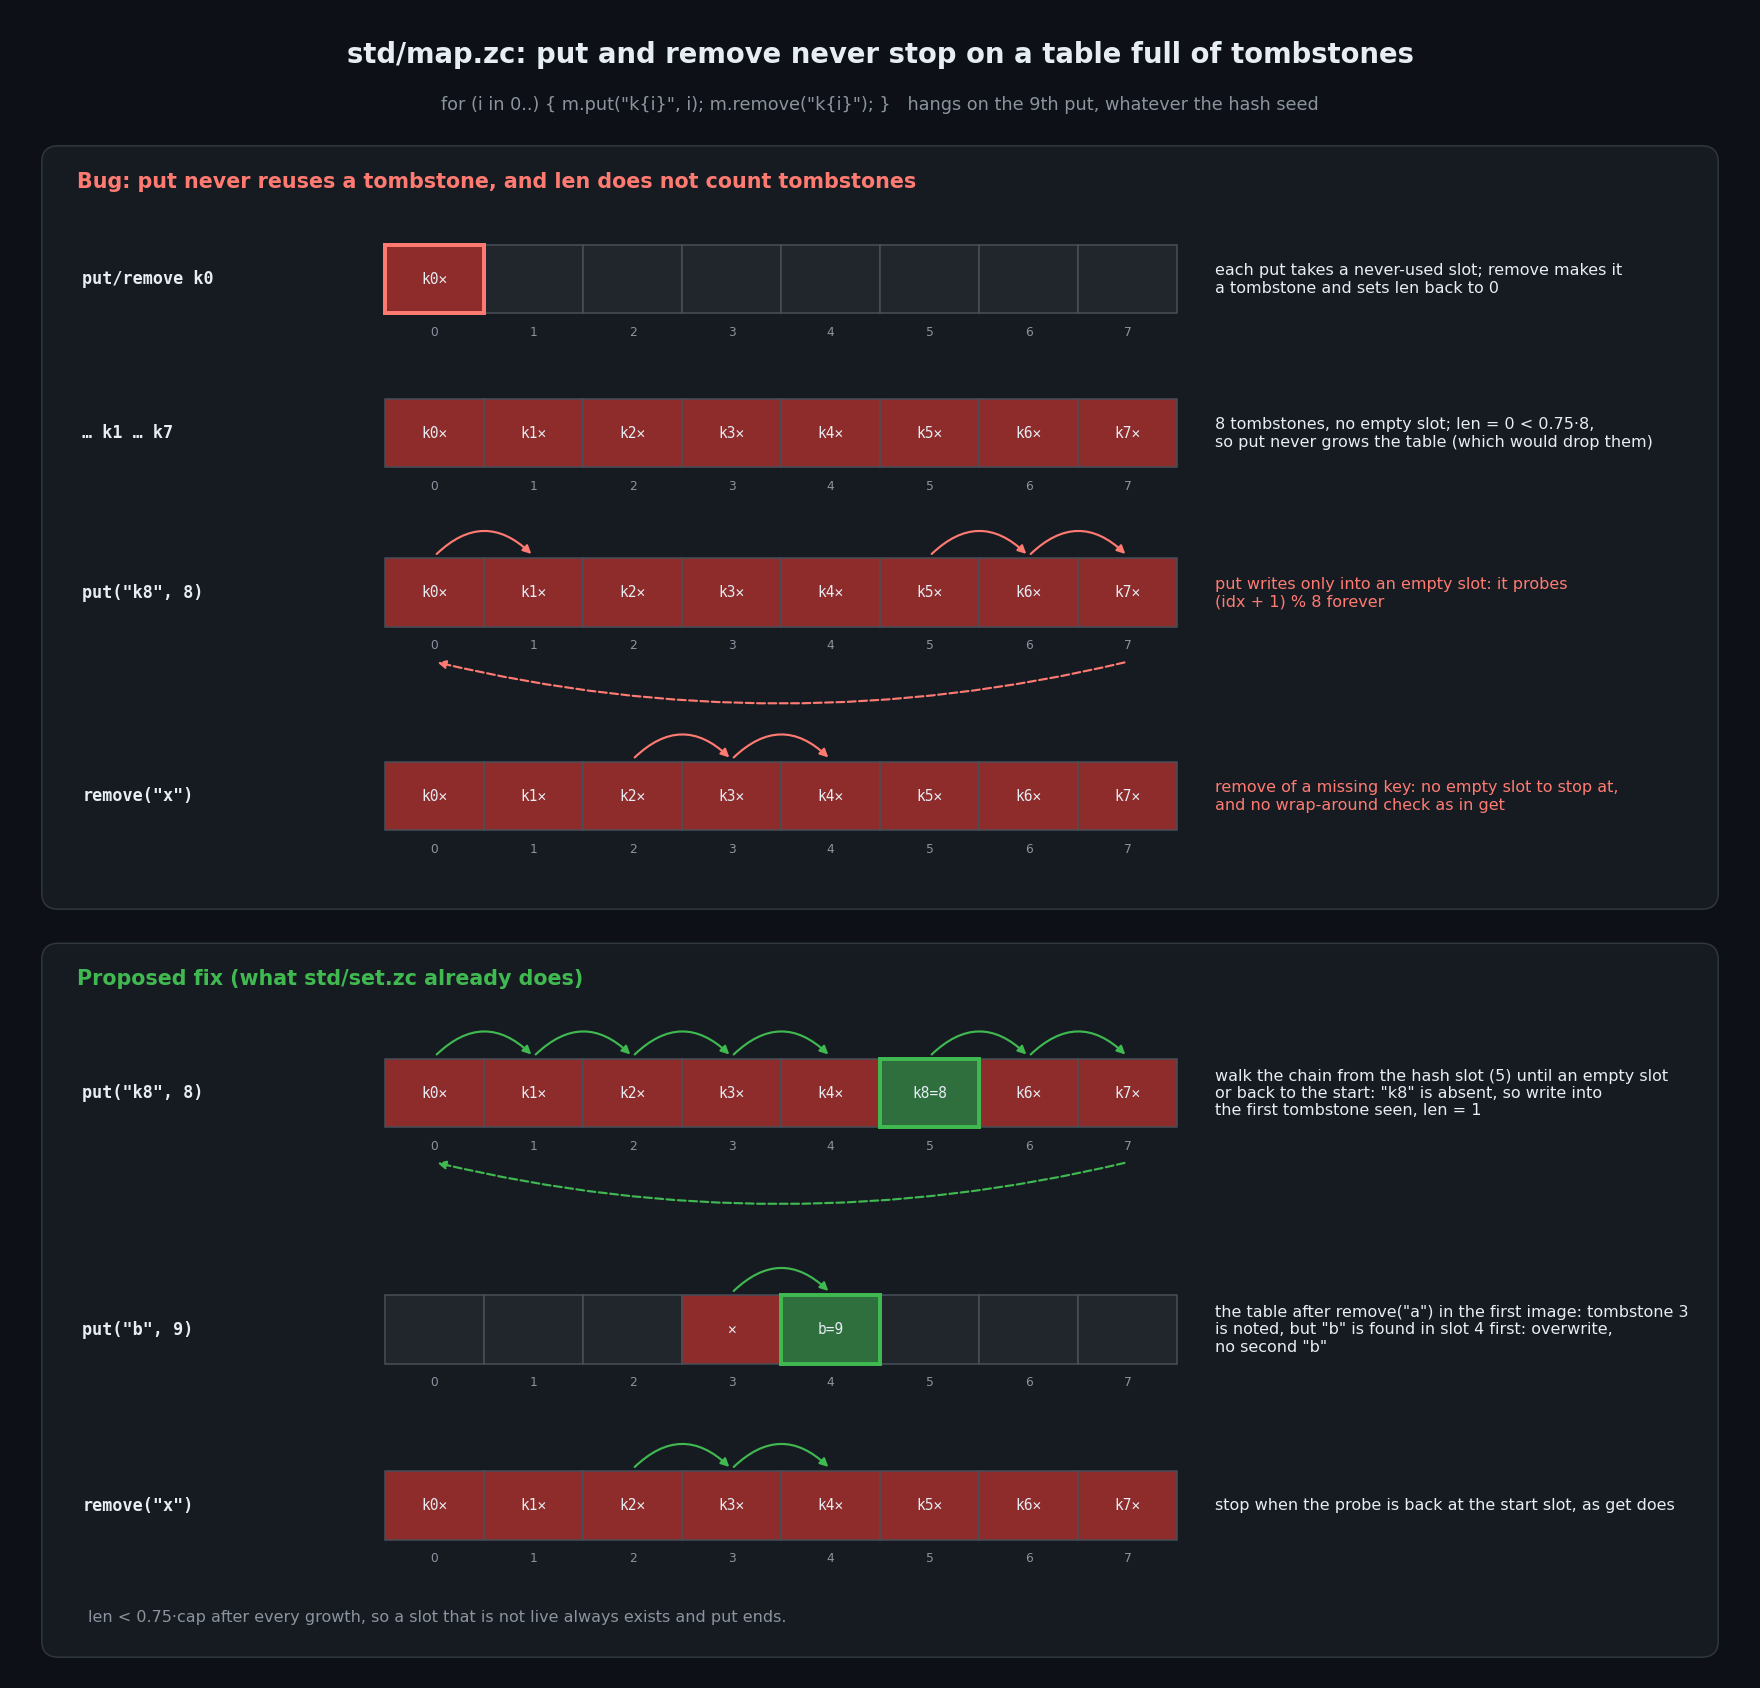 std/map.zc: put and remove never stop on a table full of tombstones
for (i in 0..) { m.put("k{i}", i); m.remove("k{i}"); }   hangs on the 9th put, whatever the hash seed
Bug: put never reuses a tombstone, and len does not count tombstones
put/remove k0
k0×
each put takes a never-used slot; remove makes it
a tombstone and sets len back to 0
0 1 2 3 4 5 6 7
… k1 … k7
k0× k1× k2× k3× k4× k5× k6× k7×
8 tombstones, no empty slot; len = 0 < 0.75·8,
so put never grows the table (which would drop them)
0 1 2 3 4 5 6 7
put("k8", 8)
k0× k1× k2× k3× k4× k5× k6× k7×
put writes only into an empty slot: it probes
(idx + 1) % 8 forever
0 1 2 3 4 5 6 7
remove("x")
k0× k1× k2× k3× k4× k5× k6× k7×
remove of a missing key: no empty slot to stop at,
and no wrap-around check as in get
0 1 2 3 4 5 6 7
Proposed fix (what std/set.zc already does)
put("k8", 8)
k0× k1× k2× k3× k4× k8=8 k6× k7×
walk the chain from the hash slot (5) until an empty slot
or back to the start: "k8" is absent, so write into
the first tombstone seen, len = 1
0 1 2 3 4 5 6 7
put("b", 9)
× b=9
the table after remove("a") in the first image: tombstone 3
is noted, but "b" is found in slot 4 first: overwrite,
no second "b"
0 1 2 3 4 5 6 7
remove("x")
k0× k1× k2× k3× k4× k5× k6× k7×
stop when the probe is back at the start slot, as get does
0 1 2 3 4 5 6 7
len < 0.75·cap after every growth, so a slot that is not live always exists and put ends.